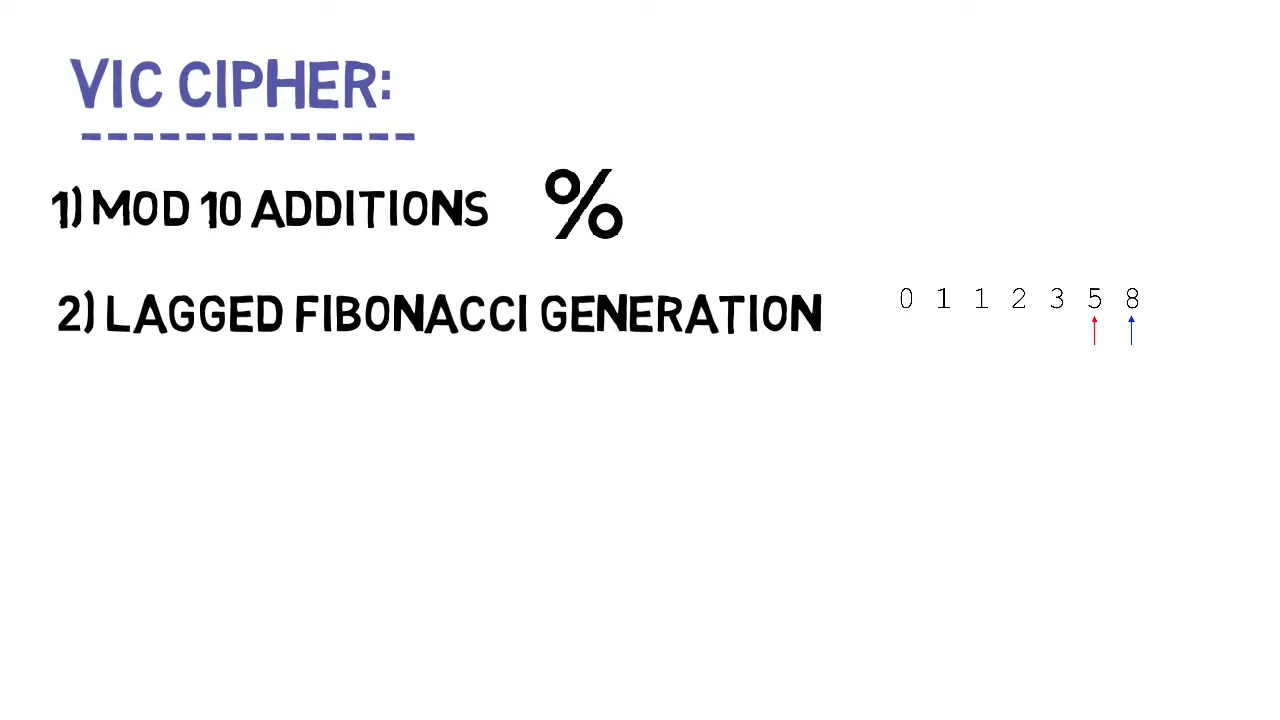 VIC CIPHER:
-------------
1) MOD 10 ADDITIONS %
2) LAGGED FIBONACCI GENERATION 0 1 1 2 3 5 8